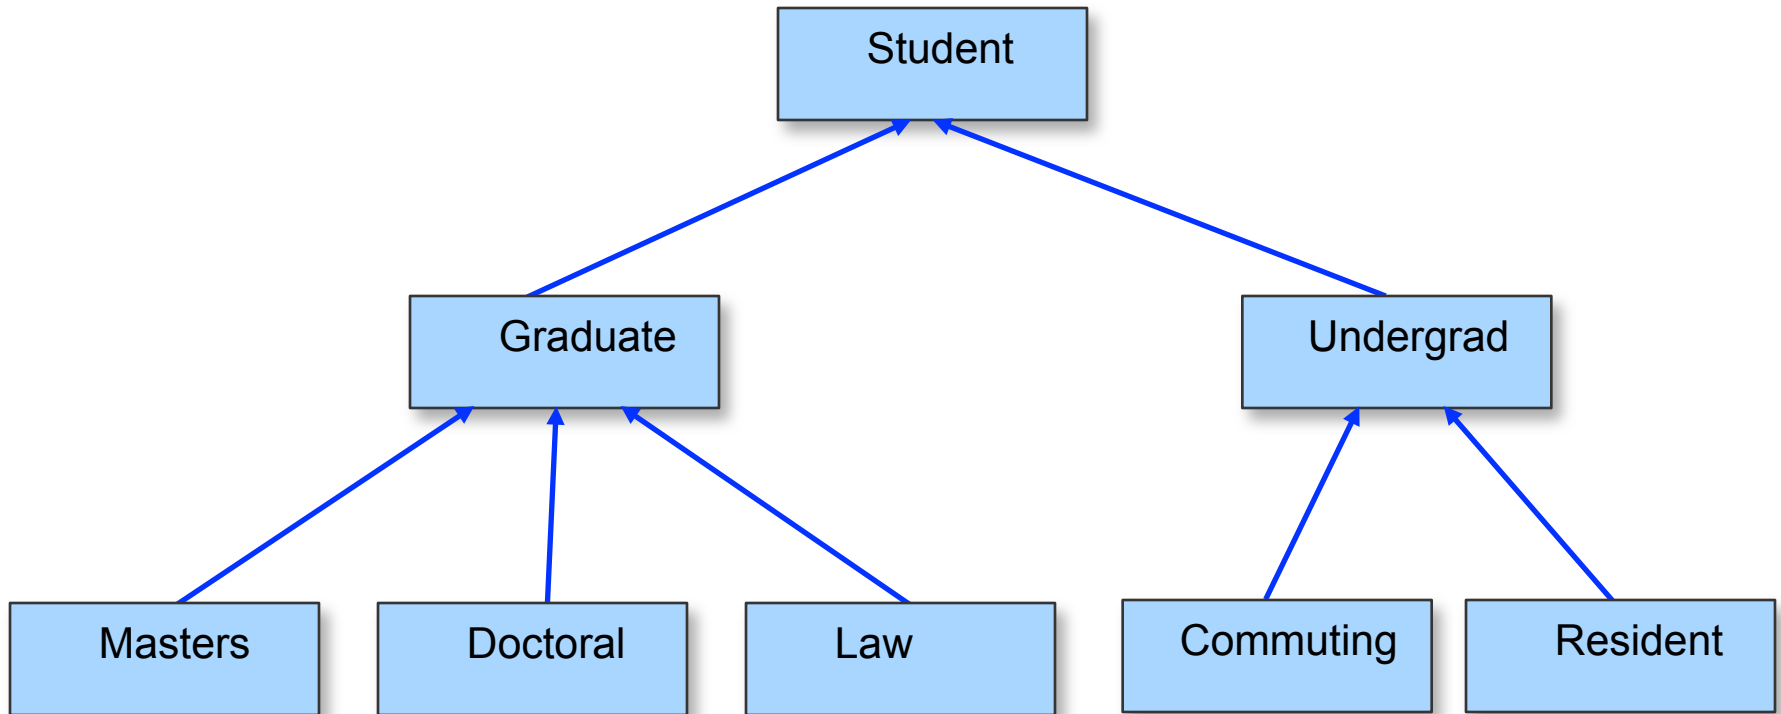 Student
Graduate
Undergrad
Masters
Doctoral
Law
Commuting
Resident